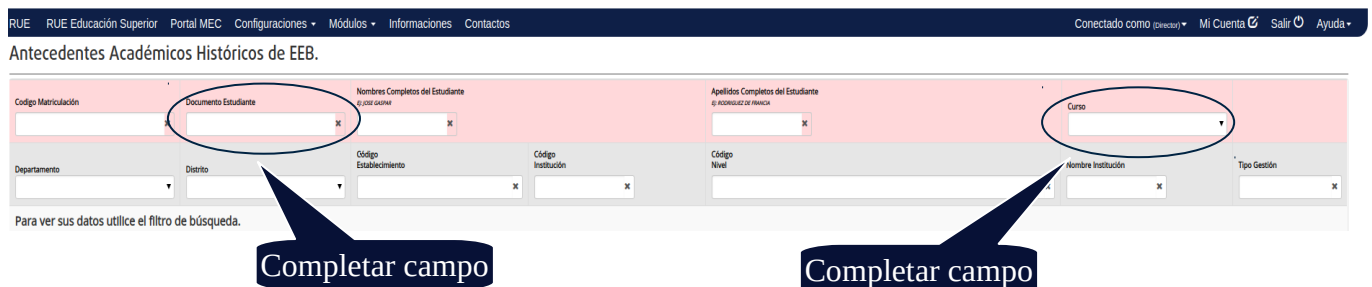 RUE RUE Educación Superior Portal MEC Configuraciones Módulos Informaciones Contactos Conectado como (Director) Mi Cuenta Salir Ayuda
Antecedentes Académicos Históricos de EEB.
Codigo Matriculación
Documento Estudiante
Nombres Completos del Estudiante
Ej: JOSE GASPAR
Apellidos Completos del Estudiante
Ej: RODRIGUEZ DE FRANCIA
Curso
Departamento
Distrito
Código
Establecimiento
Código
Institución
Código
Nivel
Nombre Institución
Tipo Gestión
Para ver sus datos utilice el filtro de búsqueda.
Completar campo
Completar campo